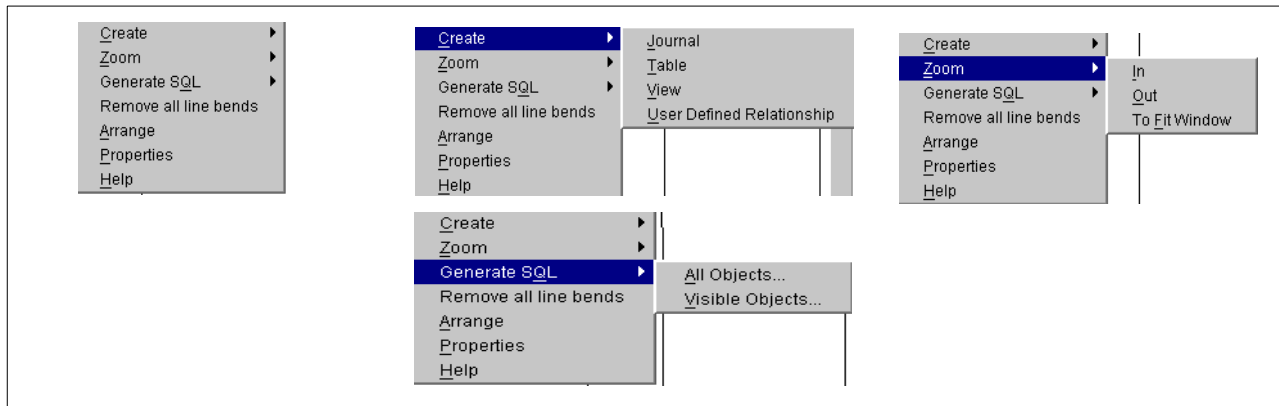 Create
Zoom
Generate SQL
Remove all line bends
Arrange
Properties
Help
Create
Zoom
Generate SQL
Remove all line bends
Arrange
Properties
Help
Journal
Table
View
User Defined Relationship
Create
Zoom
Generate SQL
Remove all line bends
Arrange
Properties
Help
In
Out
To Fit Window
Create
Zoom
Generate SQL
Remove all line bends
Arrange
Properties
Help
All Objects...
Visible Objects...